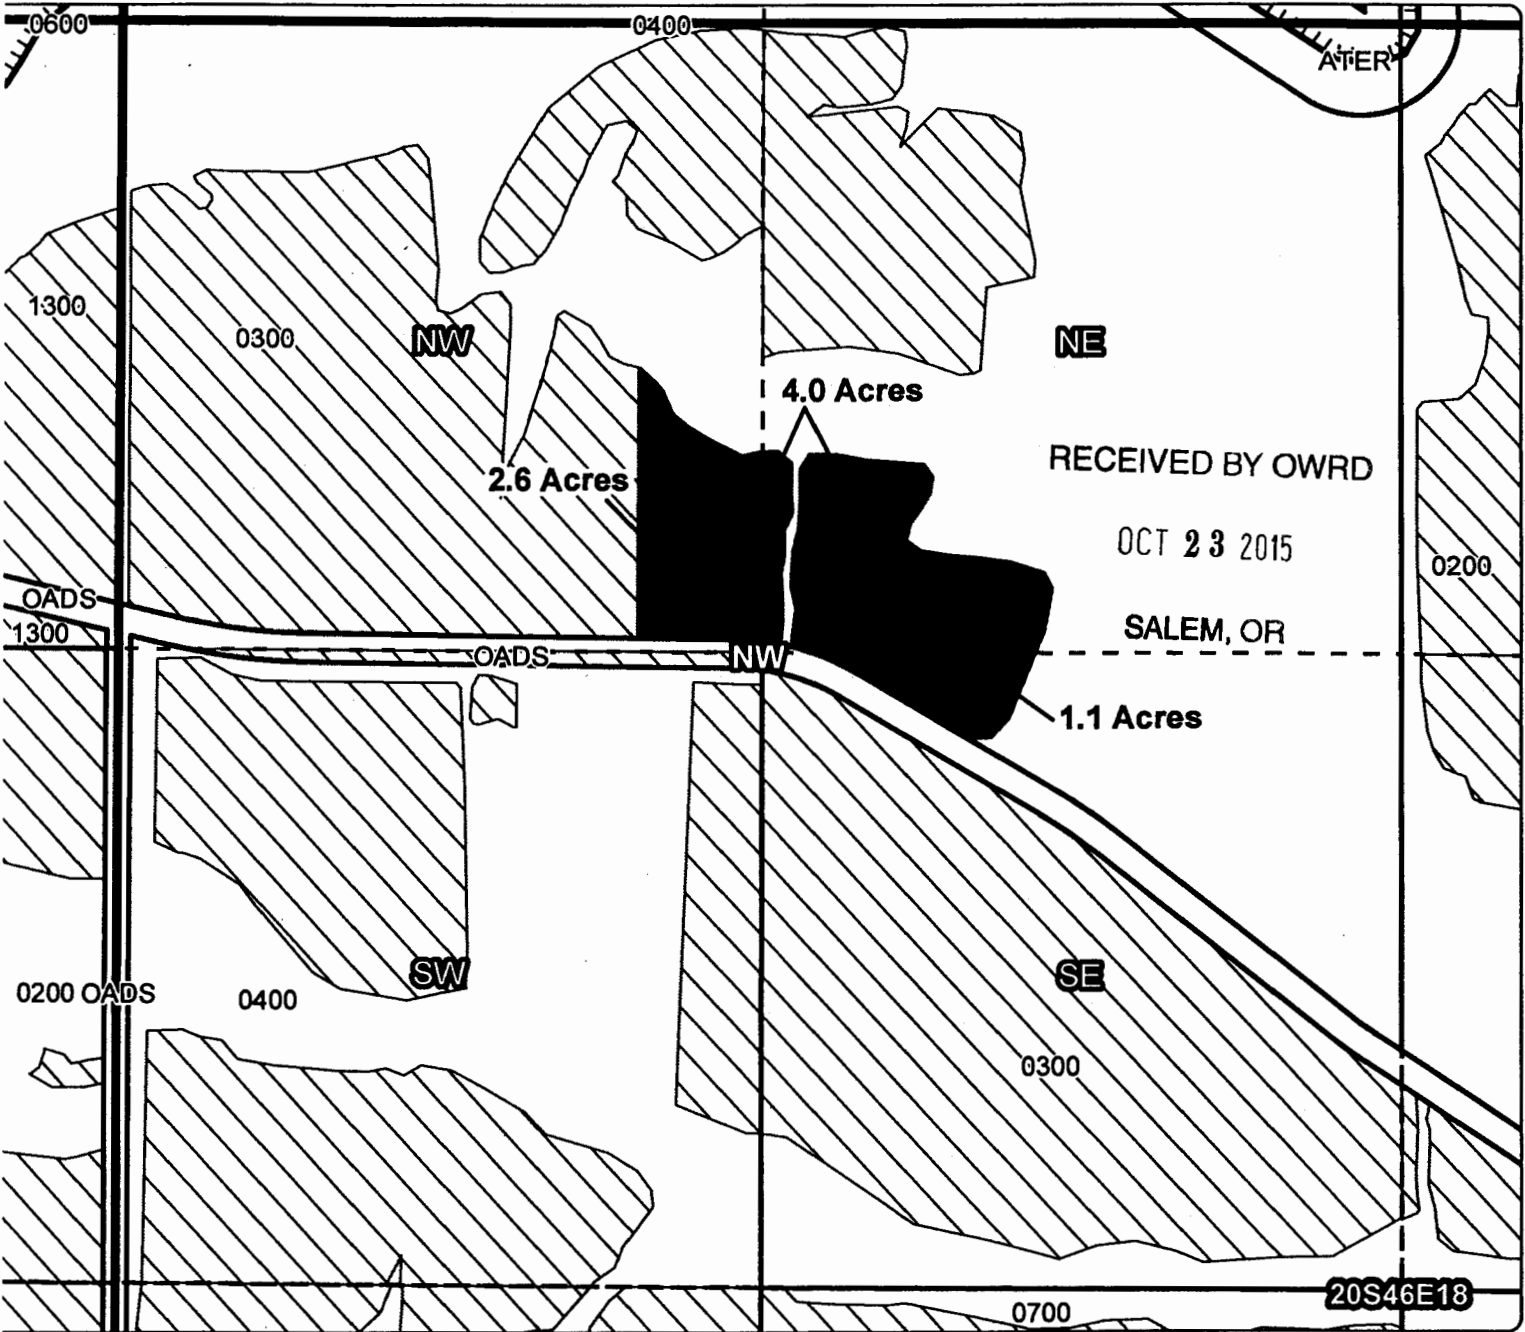 0600
0400
ATER
1300
0300
NW
NE
4.0 Acres
2.6 Acres
RECEIVED BY OWRD
OCT 23 2015
SALEM, OR
0200
OADS
1300
OADS
NW
1.1 Acres
SW
SE
0200 OADS
0400
0300
20S46E18
0700